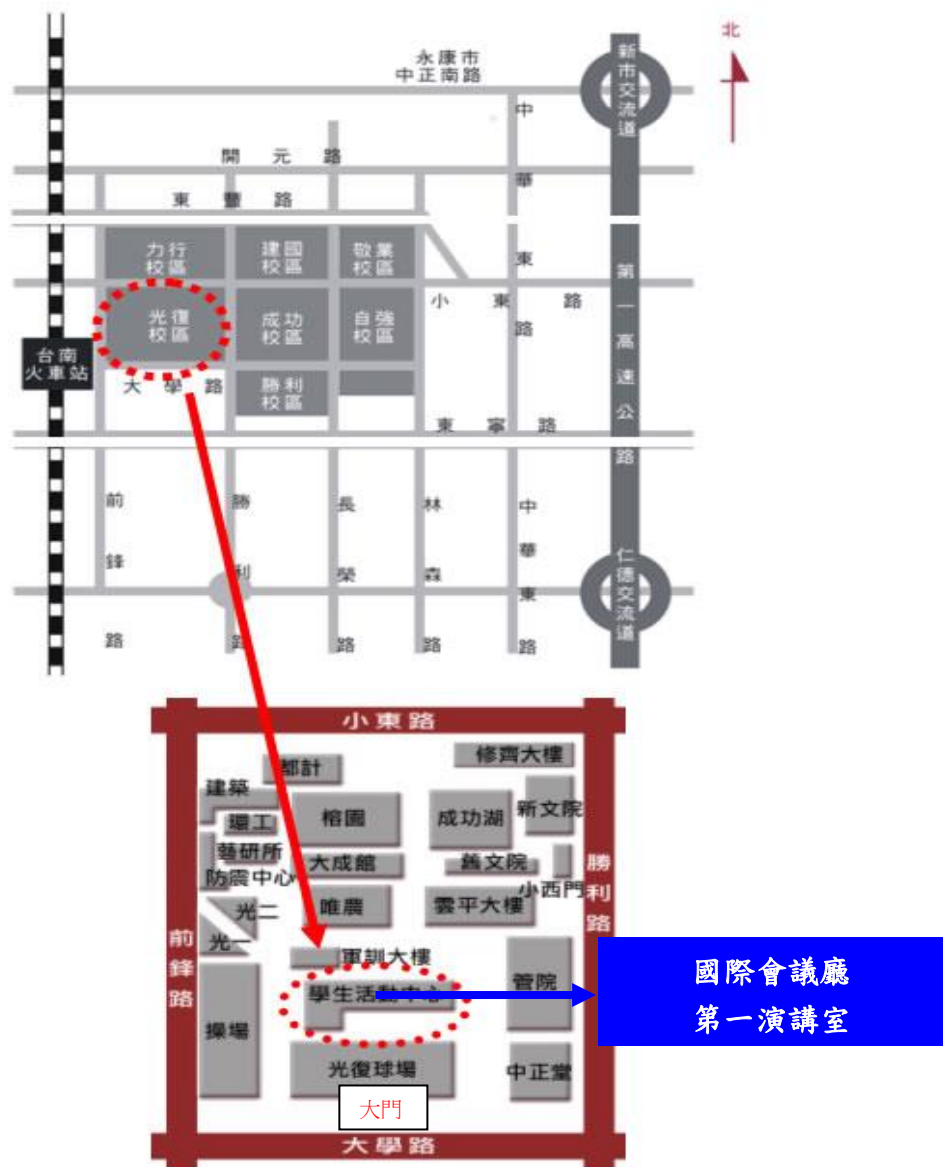 北
永康市
中正南路
新市交流道
開元路
東豐路
中華東路
力行
校區
建國
校區
敬業
校區
第一高速公路
小東路
光復
校區
成功
校區
自強
校區
台南
火車站
大學路
勝利
校區
東寧路
前鋒路
勝利路
長榮路
林森路
中華東路
仁德交流道
小東路
修齊大樓
都計
建築
榕園
成功湖
新文院
環工
藝研所
大成館
舊文院
防震中心
小西門
勝利路
光二
唯農
雲平大樓
光一
軍訓大樓
前鋒路
管院
學生活動中心
國際會議廳
第一演講室
操場
光復球場
中正堂
大門
大學路